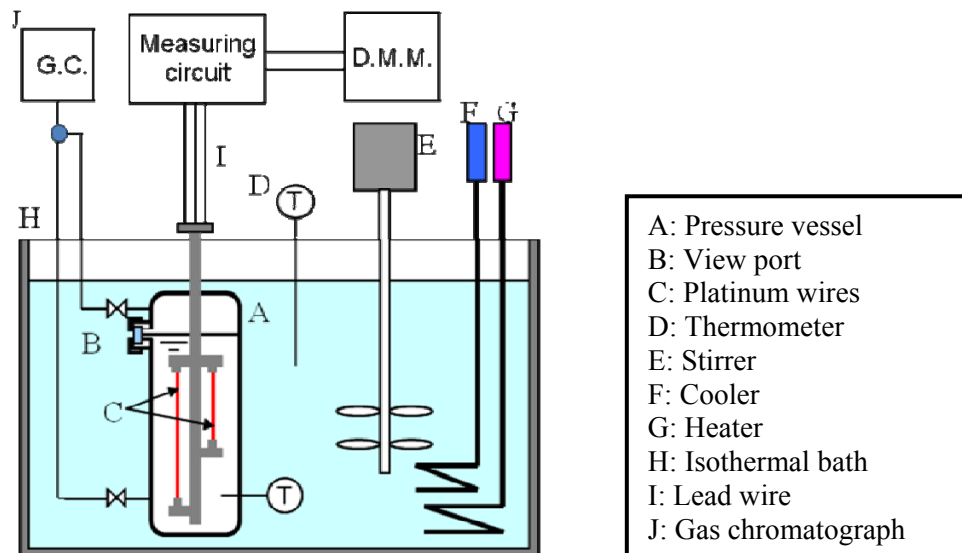 J
G.C.
Measuring
circuit
D.M.M.
F G
I
E
D
T
H
A
B
C
T
A: Pressure vessel
B: View port
C: Platinum wires
D: Thermometer
E: Stirrer
F: Cooler
G: Heater
H: Isothermal bath
I: Lead wire
J: Gas chromatograph